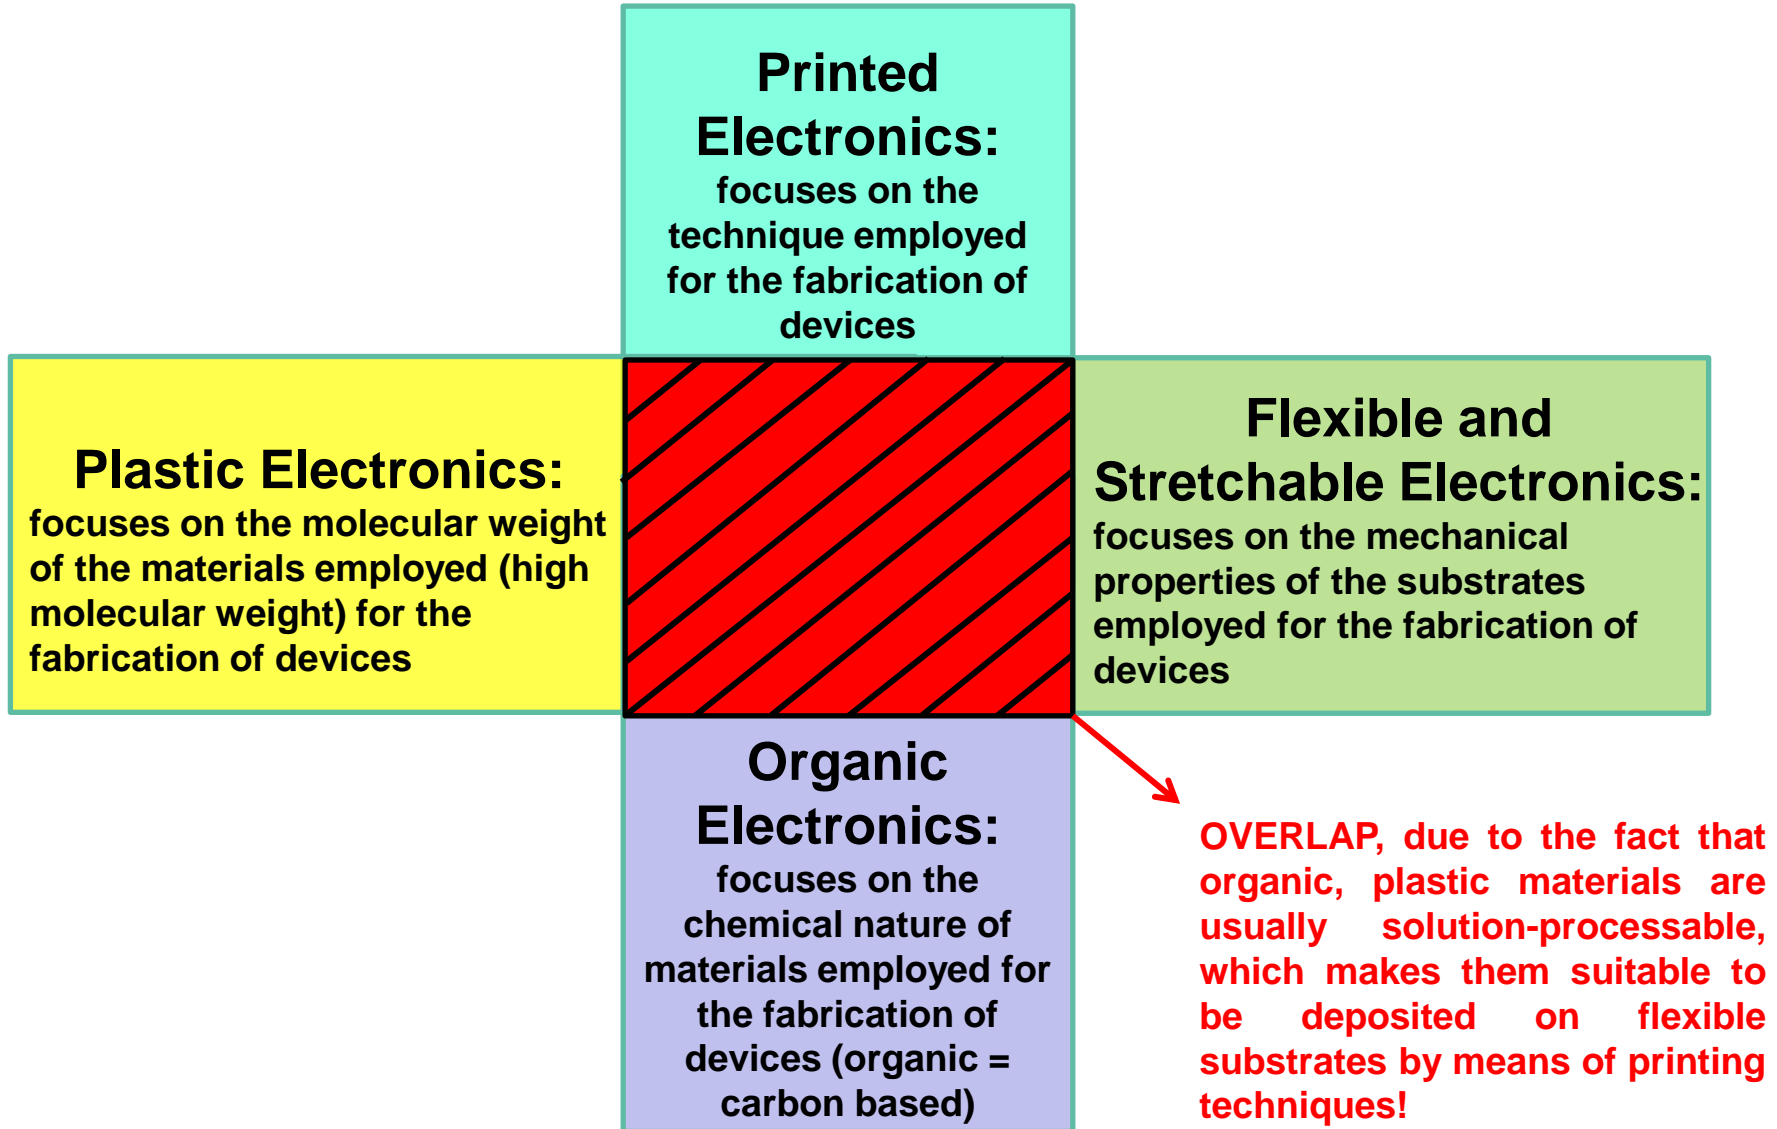 Printed
Electronics:
focuses on the
technique employed
for the fabrication of
devices
Plastic Electronics:
focuses on the molecular weight
of the materials employed (high
molecular weight) for the
fabrication of devices
Flexible and
Stretchable Electronics:
focuses on the mechanical
properties of the substrates
employed for the fabrication of
devices
Organic
Electronics:
focuses on the
chemical nature of
materials employed for
the fabrication of
devices (organic =
carbon based)
OVERLAP, due to the fact that
organic, plastic materials are
usually solution-processable,
which makes them suitable to
be deposited on flexible
substrates by means of printing
techniques!